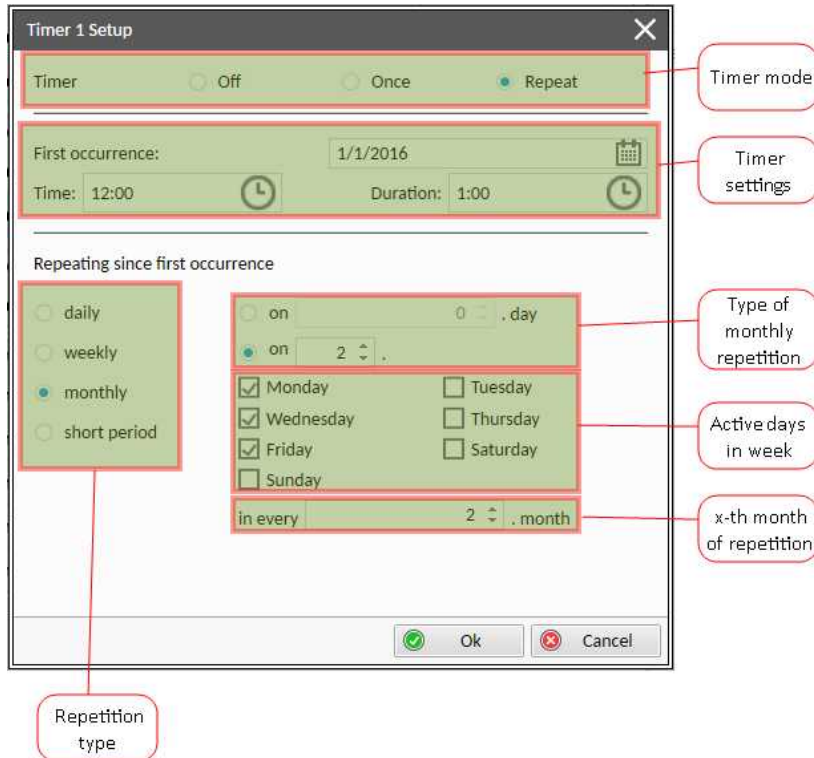 Timer 1 Setup
Timer Off Once Repeat
Timer mode
First occurrence: 1/1/2016
Time: 12:00 Duration: 1:00
Timer
settings
Repeating since first occurrence
daily
weekly
monthly
short period
on 0 . day
on 2 .
Type of
monthly
repetition
Monday Tuesday
Wednesday Thursday
Friday Saturday
Sunday
Active days
in week
in every 2 . month
x-th month
of repetition
Ok Cancel
Repetition
type